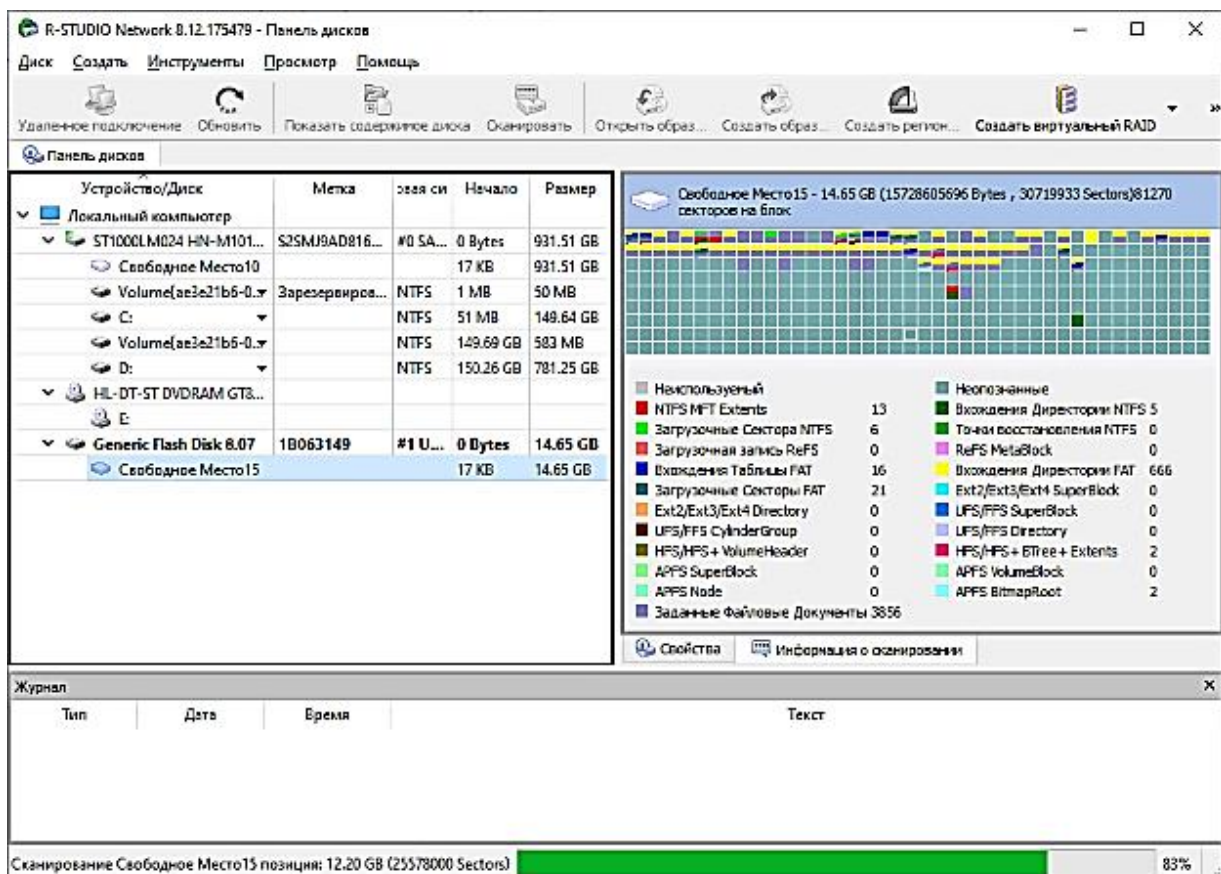 R-STUDIO Network 8.12.175479 - Панель дисков
Диск Создать Инструменты Просмотр Помощь
Удаленное подключение Обновить Показать содержимое диска Сканировать Открыть образ... Создать образ... Создать регион... Создать виртуальный RAID »
Панель дисков
Устройство/Диск Метка овая си Начало Размер
Локальный компьютер
ST1000LM024 HN-M101... S2SMJ9AD816... #0 SA... 0 Bytes 931.51 GB
Свободное Место10 17 KB 931.51 GB
Volume{ae3e21b6-0... Зарезервиров... NTFS 1 MB 50 MB
C: NTFS 51 MB 149.64 GB
Volume{ae3e21b6-0... NTFS 149.69 GB 583 MB
D: NTFS 150.26 GB 781.25 GB
HL-DT-ST DVDRAM GT8...
E:
Generic Flash Disk 8.07 1B063149 #1 U... 0 Bytes 14.65 GB
Свободное Место15 17 KB 14.65 GB
Свободное Место15 - 14.65 GB (15728605696 Bytes , 30719933 Sectors)81270
секторов на блок
Неиспользуемый Неопознанные
NTFS MFT Extents 13 Вхождения Директории NTFS 5
Загрузочные Сектора NTFS 6 Точки восстановления NTFS 0
Загрузочная запись ReFS 0 ReFS MetaBlock 0
Вхождения Таблицы FAT 16 Вхождения Директории FAT 666
Загрузочные Секторы FAT 21 Ext2/Ext3/Ext4 SuperBlock 0
Ext2/Ext3/Ext4 Directory 0 UFS/FFS SuperBlock 0
UFS/FFS CylinderGroup 0 UFS/FFS Directory 0
HFS/HFS+ VolumeHeader 0 HFS/HFS+ BTree+ Extents 2
APFS SuperBlock 0 APFS VolumeBlock 0
APFS Node 0 APFS BitmapRoot 2
Заданные Файловые Документы 3856
Свойства Информация о сканировании
Журнал
Тип Дата Время Текст
Сканирование Свободное Место15 позиция: 12.20 GB (25578000 Sectors) 83%